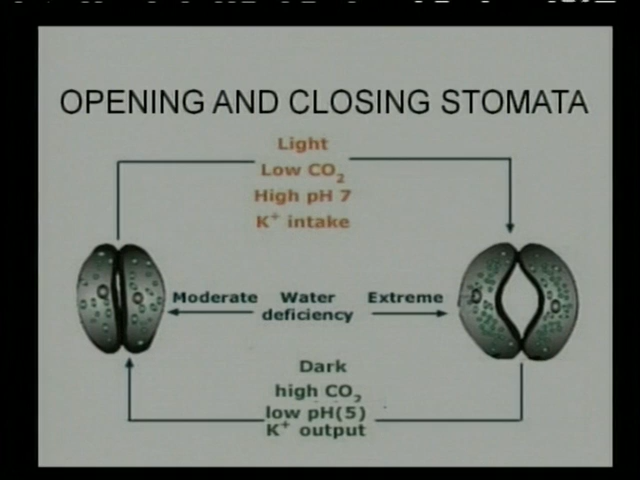 OPENING AND CLOSING STOMATA
Light
Low CO₂
High pH 7
K⁺ intake
Moderate Water Extreme
deficiency
Dark
high CO₂
low pH(5)
K⁺ output